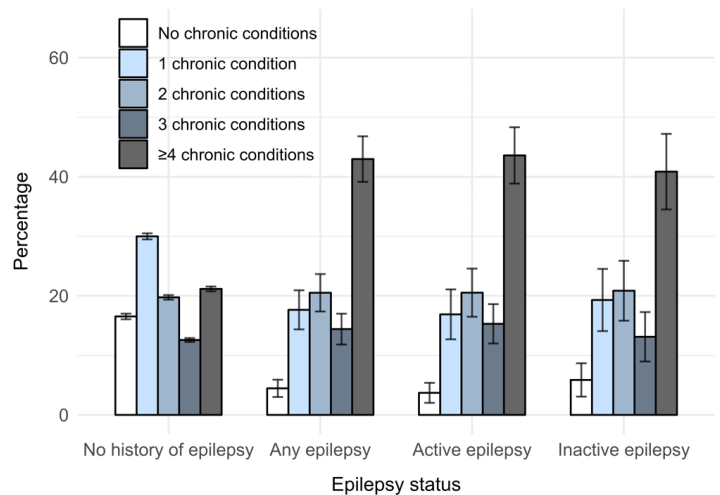 No chronic conditions
1 chronic condition
2 chronic conditions
3 chronic conditions
≥4 chronic conditions
60
40
20
0
Percentage
No history of epilepsy
Any epilepsy
Active epilepsy
Inactive epilepsy
Epilepsy status